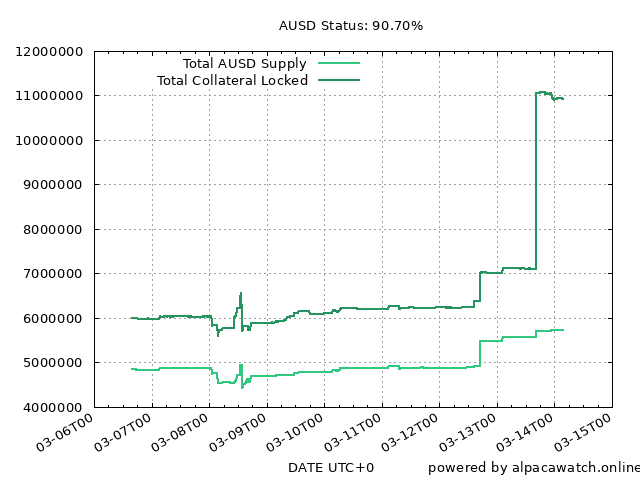 AUSD Status: 90.70%
12000000
11000000
10000000
9000000
8000000
7000000
6000000
5000000
4000000
Total AUSD Supply
Total Collateral Locked
03-06T00
03-07T00
03-08T00
03-09T00
03-10T00
03-11T00
03-12T00
03-13T00
03-14T00
03-15T00
DATE UTC+0
powered by alpacawatch.online